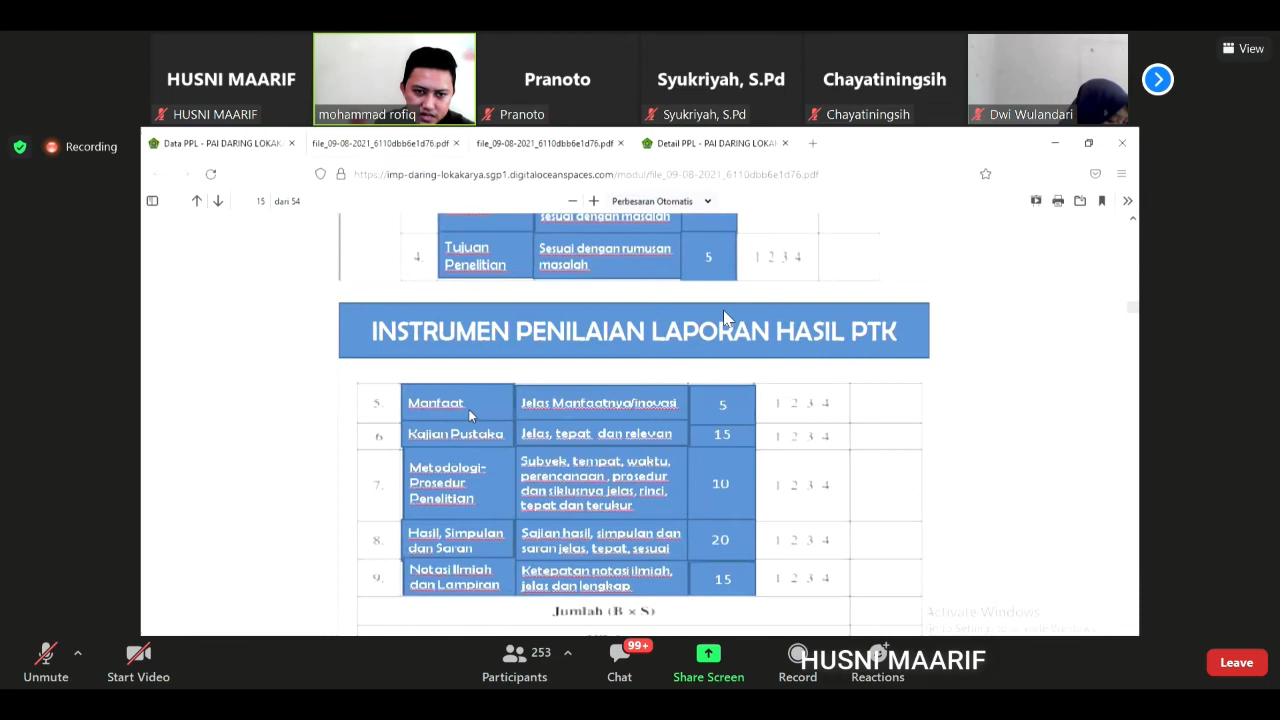 HUSNI MAARIF
Pranoto
Syukriyah, S.Pd
Chayatiningsih
View
HUSNI MAARIF
mohammad rofiq
Pranoto
Syukriyah, S.Pd
Chayatiningsih
Dwi Wulandari
Recording
Data PPL - PAI DARING LOKAK
file_09-08-2021_6110dbb6e1d76.pdf
file_09-08-2021_6110dbb6e1d76.pdf
Detail PPL - PAI DARING LOKAI
https://imp-daring-lokakarya.sgp1.digitaloceanspaces.com/modul/file_09-08-2021_6110dbb6e1d76.pdf
15 dari 54
Perbesaran Otomatis
sesuai dengan masalah
4. Tujuan Penelitian
Sesuai dengan rumusan masalah
5
1 2 3 4
INSTRUMEN PENILAIAN LAPORAN HASIL PTK
5. Manfaat
Jelas Manfaatnya/inovasi
5
1 2 3 4
6 Kajian Pustaka
Jelas, tepat dan relevan
15
1 2 3 4
7. Metodologi-
Prosedur
Penelitian
Subyek, tempat, waktu,
perencanaan , prosedur
dan siklusnya jelas, rinci,
tepat dan terukur
10
1 2 3 4
8. Hasil, Simpulan
dan Saran
Sajian hasil, simpulan dan
saran jelas, tepat, sesuai
20
1 2 3 4
9. Notasi Ilmiah
dan Lampiran
Ketepatan notasi ilmiah,
jelas dan lengkap
15
1 2 3 4
Jumlah (B × S)
Activate Windows
Go to Settings to activate Windows.
Unmute
Start Video
253
Participants
99+
Chat
Share Screen
Record
Reactions
HUSNI MAARIF
Leave